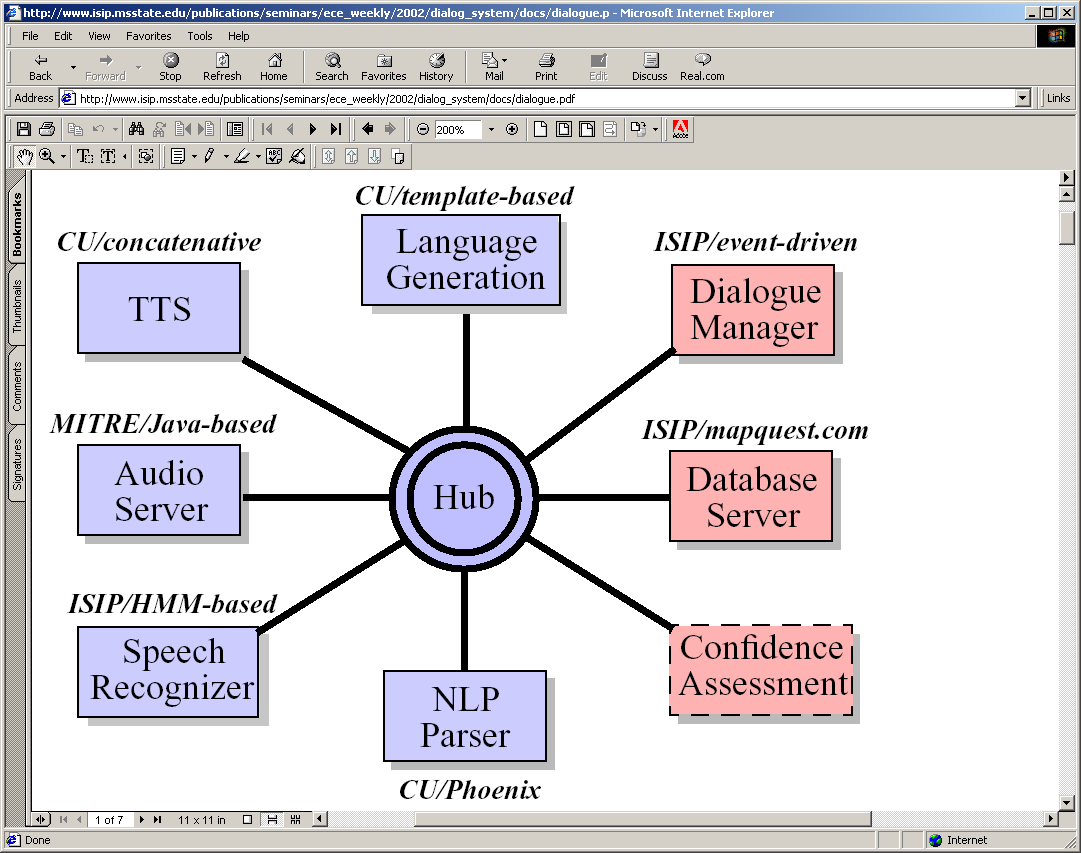 http://www.isip.msstate.edu/publications/seminars/ece_weekly/2002/dialog_system/docs/dialogue.p - Microsoft Internet Explorer
File Edit View Favorites Tools Help
Back Forward Stop Refresh Home Search Favorites History Mail Print Edit Discuss Real.com
Address http://www.isip.msstate.edu/publications/seminars/ece_weekly/2002/dialog_system/docs/dialogue.pdf Links
200%
Adobe
Bookmarks
Thumbnails
Comments
Signatures
CU/template-based
Language
Generation
CU/concatenative
TTS
ISIP/event-driven
Dialogue
Manager
MITRE/Java-based
Audio
Server
Hub
ISIP/mapquest.com
Database
Server
ISIP/HMM-based
Speech
Recognizer
NLP
Parser
CU/Phoenix
Confidence
Assessment
1 of 7 11 x 11 in
Done Internet